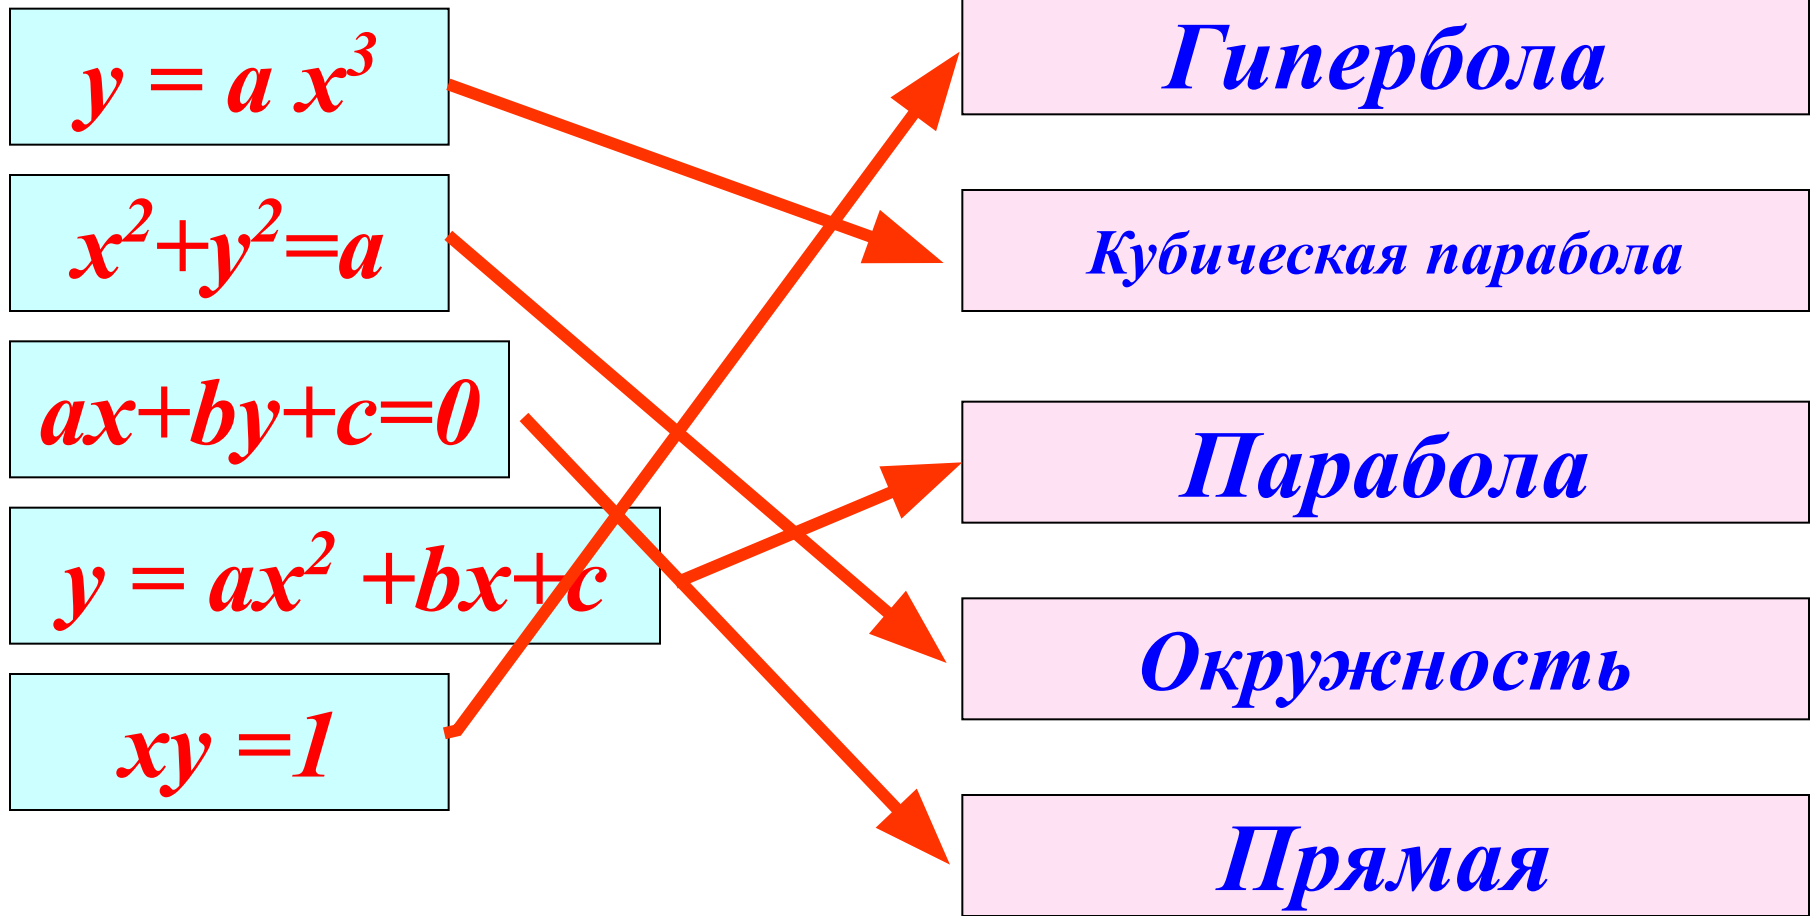 y = a x³
x²+y²=a
ax+by+c=0
y = ax² +bx+c
xy =1
Гипербола
Кубическая парабола
Парабола
Окружность
Прямая